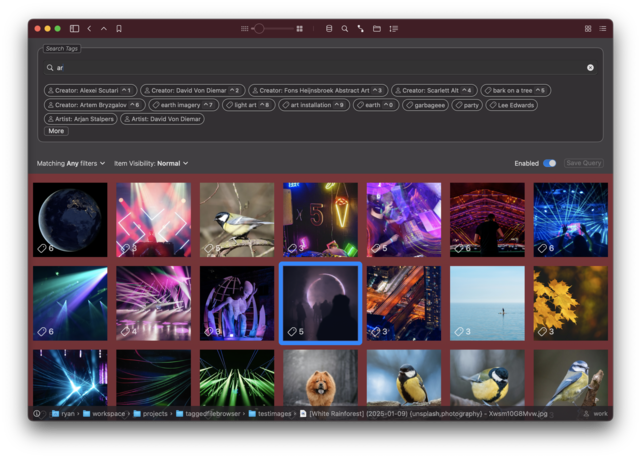 Search Tags
ar
Creator: Alexei Scutari ^1 Creator: David Von Diemar ^2 Creator: Fons Heijnsbroek Abstract Art ^3 Creator: Scarlett Alt ^4 bark on a tree ^5
Creator: Artem Bryzgalov ^6 earth imagery ^7 light art ^8 art installation ^9 earth ^0 garbageee party Lee Edwards
Artist: Arjan Stalpers Artist: David Von Diemar
More
Matching Any filters Item Visibility: Normal Enabled Save Query
6 3 5 3 5 6 6
6 4 3 5 3 3 3
ryan › workspace › projects › taggedfilebrowser › testimages › [White Rainforest] (2025-01-09) {unsplash,photography} - Xwsm10G8Mvw.jpg work